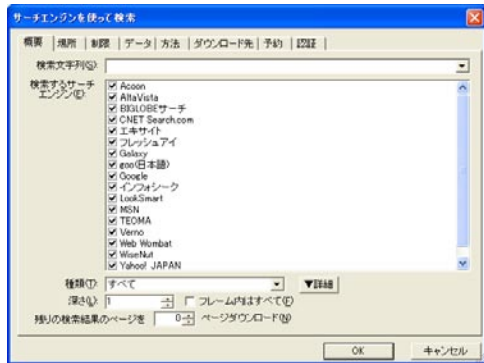 サーチエンジンを使って検索
概要 場所 制限 データ 方法 ダウンロード先 予約 認証
検索文字列(S):
検索するサーチエンジン(E):
Acoon
AltaVista
BIGLOBEサーチ
CNET Search.com
エキサイト
フレッシュアイ
Galaxy
goo(日本語)
Google
インフォシーク
LookSmart
MSN
TEOMA
Verno
Web Wombat
WiseNut
Yahoo! JAPAN
種類(T): すべて ▼詳細
深さ(L): 1 フレーム内はすべて(F)
残りの検索結果のページを 0 ページダウンロード(N)
OK キャンセル